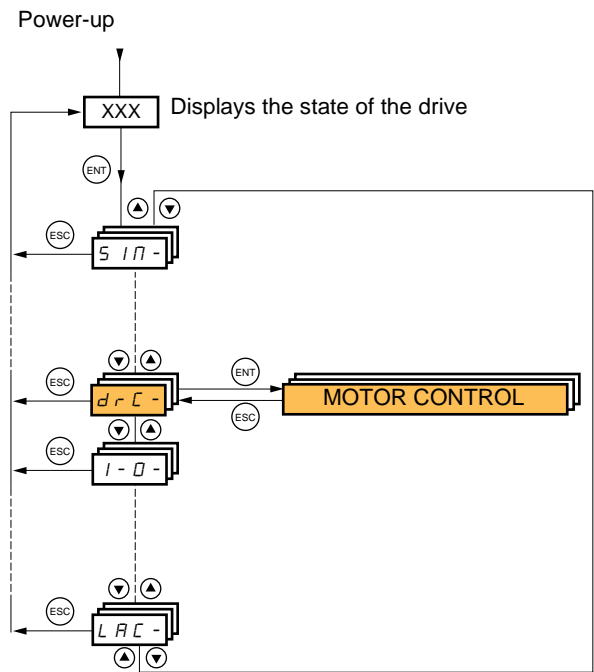 Power-up
XXX Displays the state of the drive
ENT
ESC
SIM-
ESC
drC-
ENT
MOTOR CONTROL
ESC
ESC
I-O-
ESC
LAC-